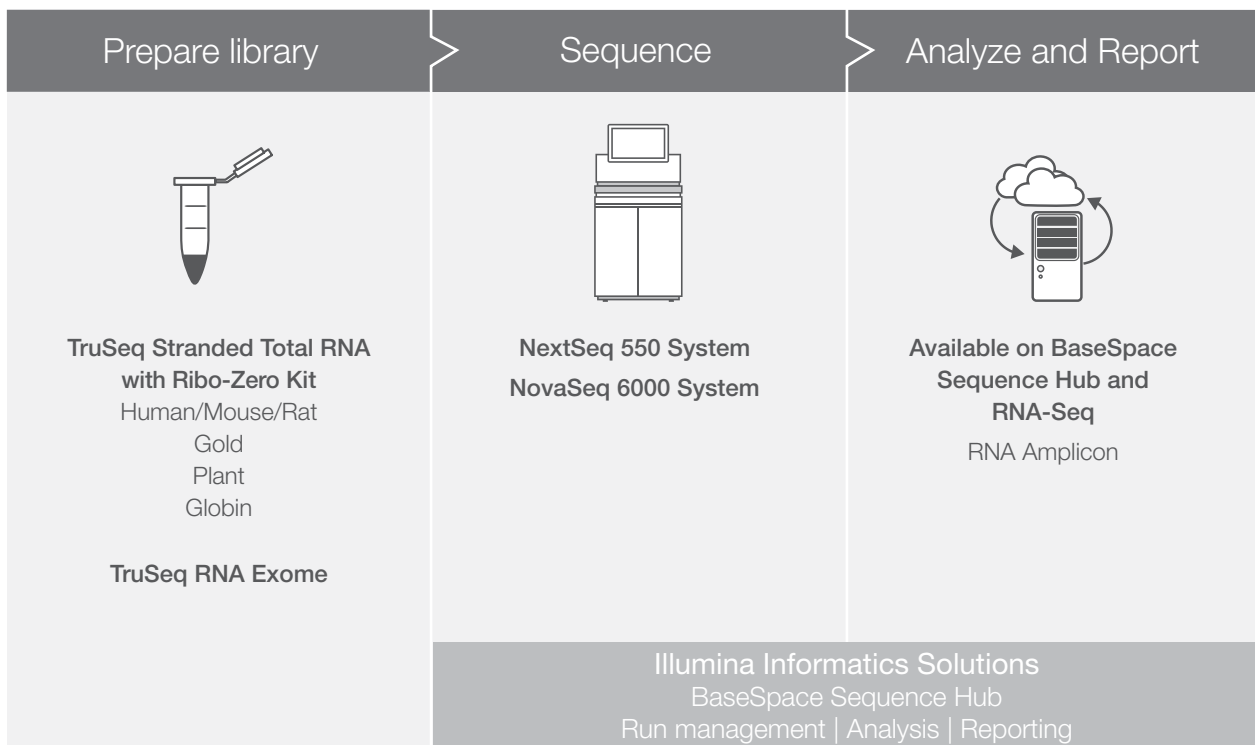 Prepare library
Sequence
Analyze and Report
TruSeq Stranded Total RNA
with Ribo-Zero Kit
Human/Mouse/Rat
Gold
Plant
Globin
TruSeq RNA Exome
NextSeq 550 System
NovaSeq 6000 System
Available on BaseSpace
Sequence Hub and
RNA-Seq
RNA Amplicon
Illumina Informatics Solutions
BaseSpace Sequence Hub
Run management | Analysis | Reporting